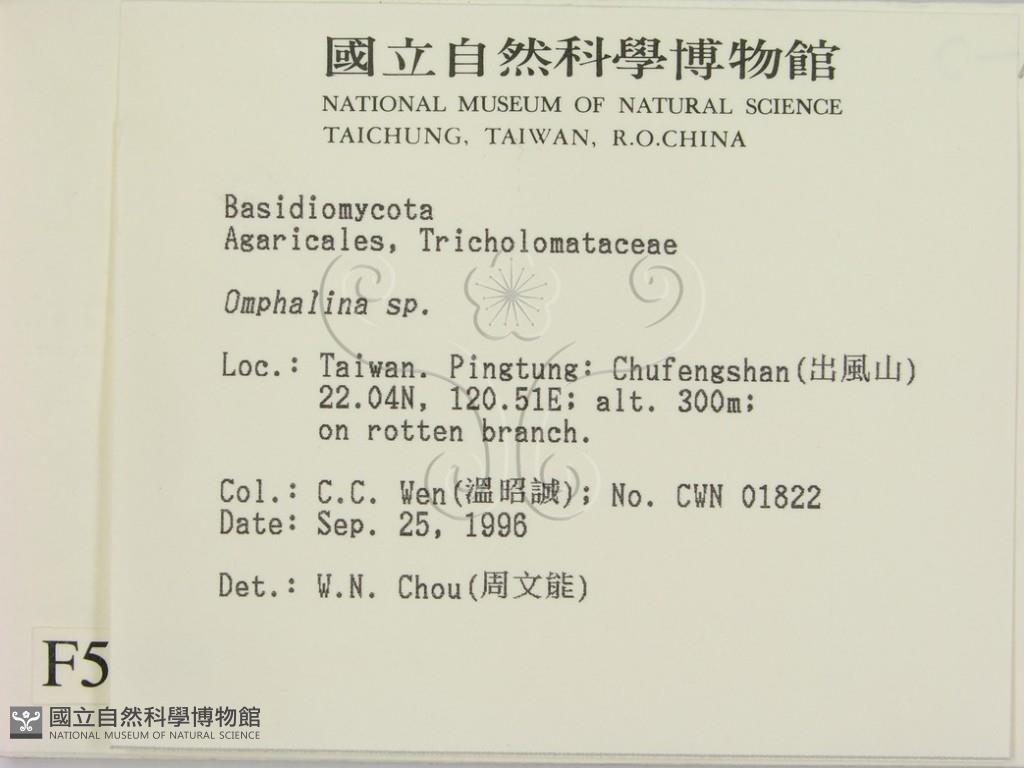 國立自然科學博物館
NATIONAL MUSEUM OF NATURAL SCIENCE
TAICHUNG, TAIWAN, R.O.CHINA
Basidiomycota
Agaricales, Tricholomataceae
Omphalina sp.
Loc.: Taiwan. Pingtung: Chufengshan(出風山)
22.04N, 120.51E; alt. 300m;
on rotten branch.
Col.: C.C. Wen(溫昭誠); No. CWN 01822
Date: Sep. 25, 1996
Det.: W.N. Chou(周文能)
F5
國立自然科學博物館
NATIONAL MUSEUM OF NATURAL SCIENCE